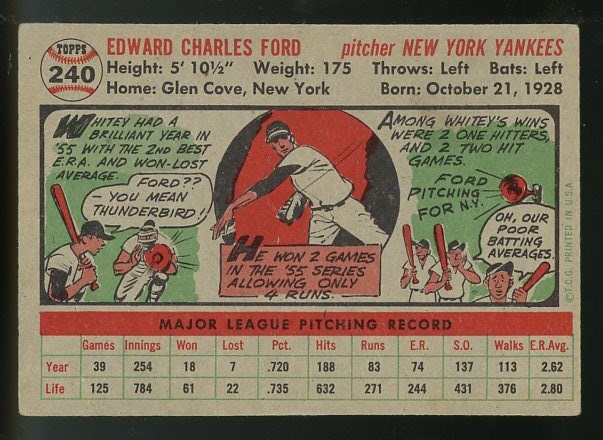 TOPPS
240
EDWARD CHARLES FORD pitcher NEW YORK YANKEES
Height: 5' 10½" Weight: 175 Throws: Left Bats: Left
Home: Glen Cove, New York Born: October 21, 1928
WHITEY HAD A
BRILLIANT YEAR IN
'55 WITH THE 2ND BEST
E.R.A. AND WON-LOST
AVERAGE.
FORD??
- YOU MEAN
THUNDERBIRD!
HE WON 2 GAMES
IN THE '55 SERIES
ALLOWING ONLY
4 RUNS.
AMONG WHITEY'S WINS
WERE 2 ONE HITTERS,
AND 2 TWO HIT
GAMES.
FORD
PITCHING
FOR N.Y.
OH, OUR
POOR
BATTING
AVERAGES.
© T.C.G. PRINTED IN U.S.A.
MAJOR LEAGUE PITCHING RECORD
Games Innings Won Lost Pct. Hits Runs E.R. S.O. Walks E.R.Avg.
Year 39 254 18 7 .720 188 83 74 137 113 2.62
Life 125 784 61 22 .735 632 271 244 431 376 2.80